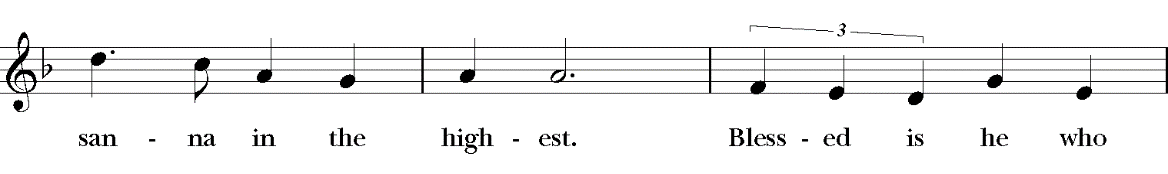 3
san - na in the high - est. Bless - ed is he who